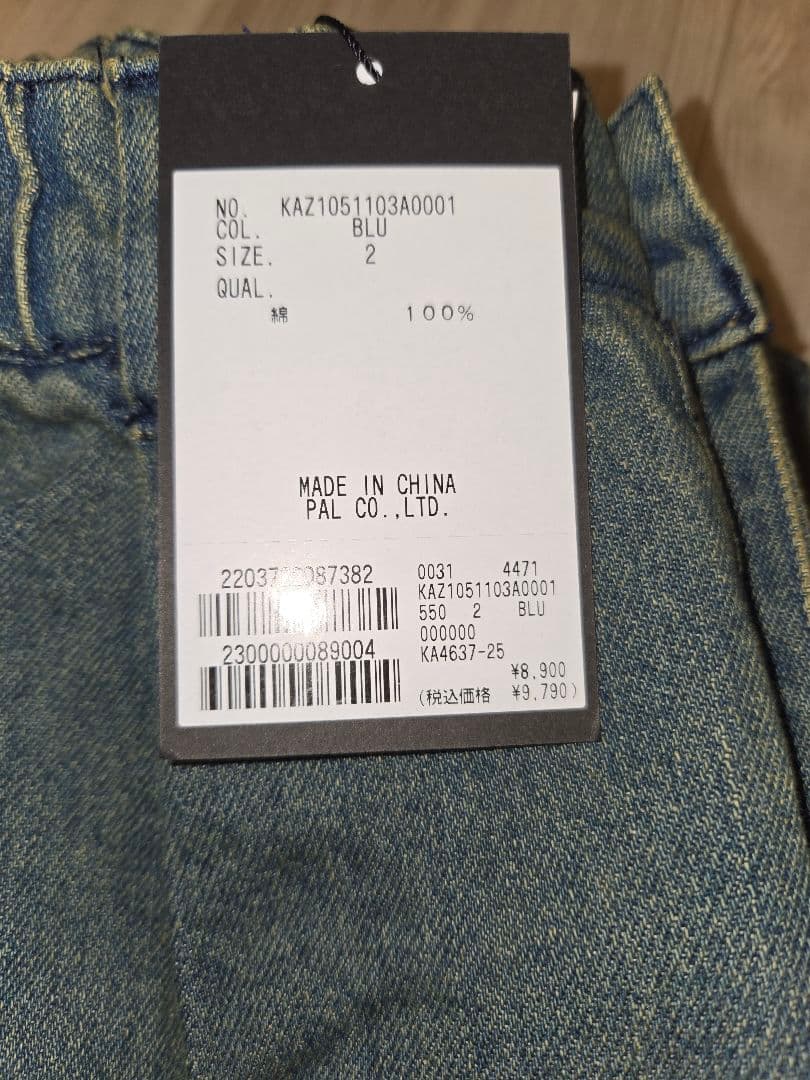 NO. KAZ1051103A0001
COL. BLU
SIZE. 2
QUAL.
綿 100%
MADE IN CHINA
PAL CO.,LTD.
2300000089004
0031 4471
KAZ1051103A0001
550 2 BLU
000000
KA4637-25
¥8,900
(税込価格 ¥9,790)